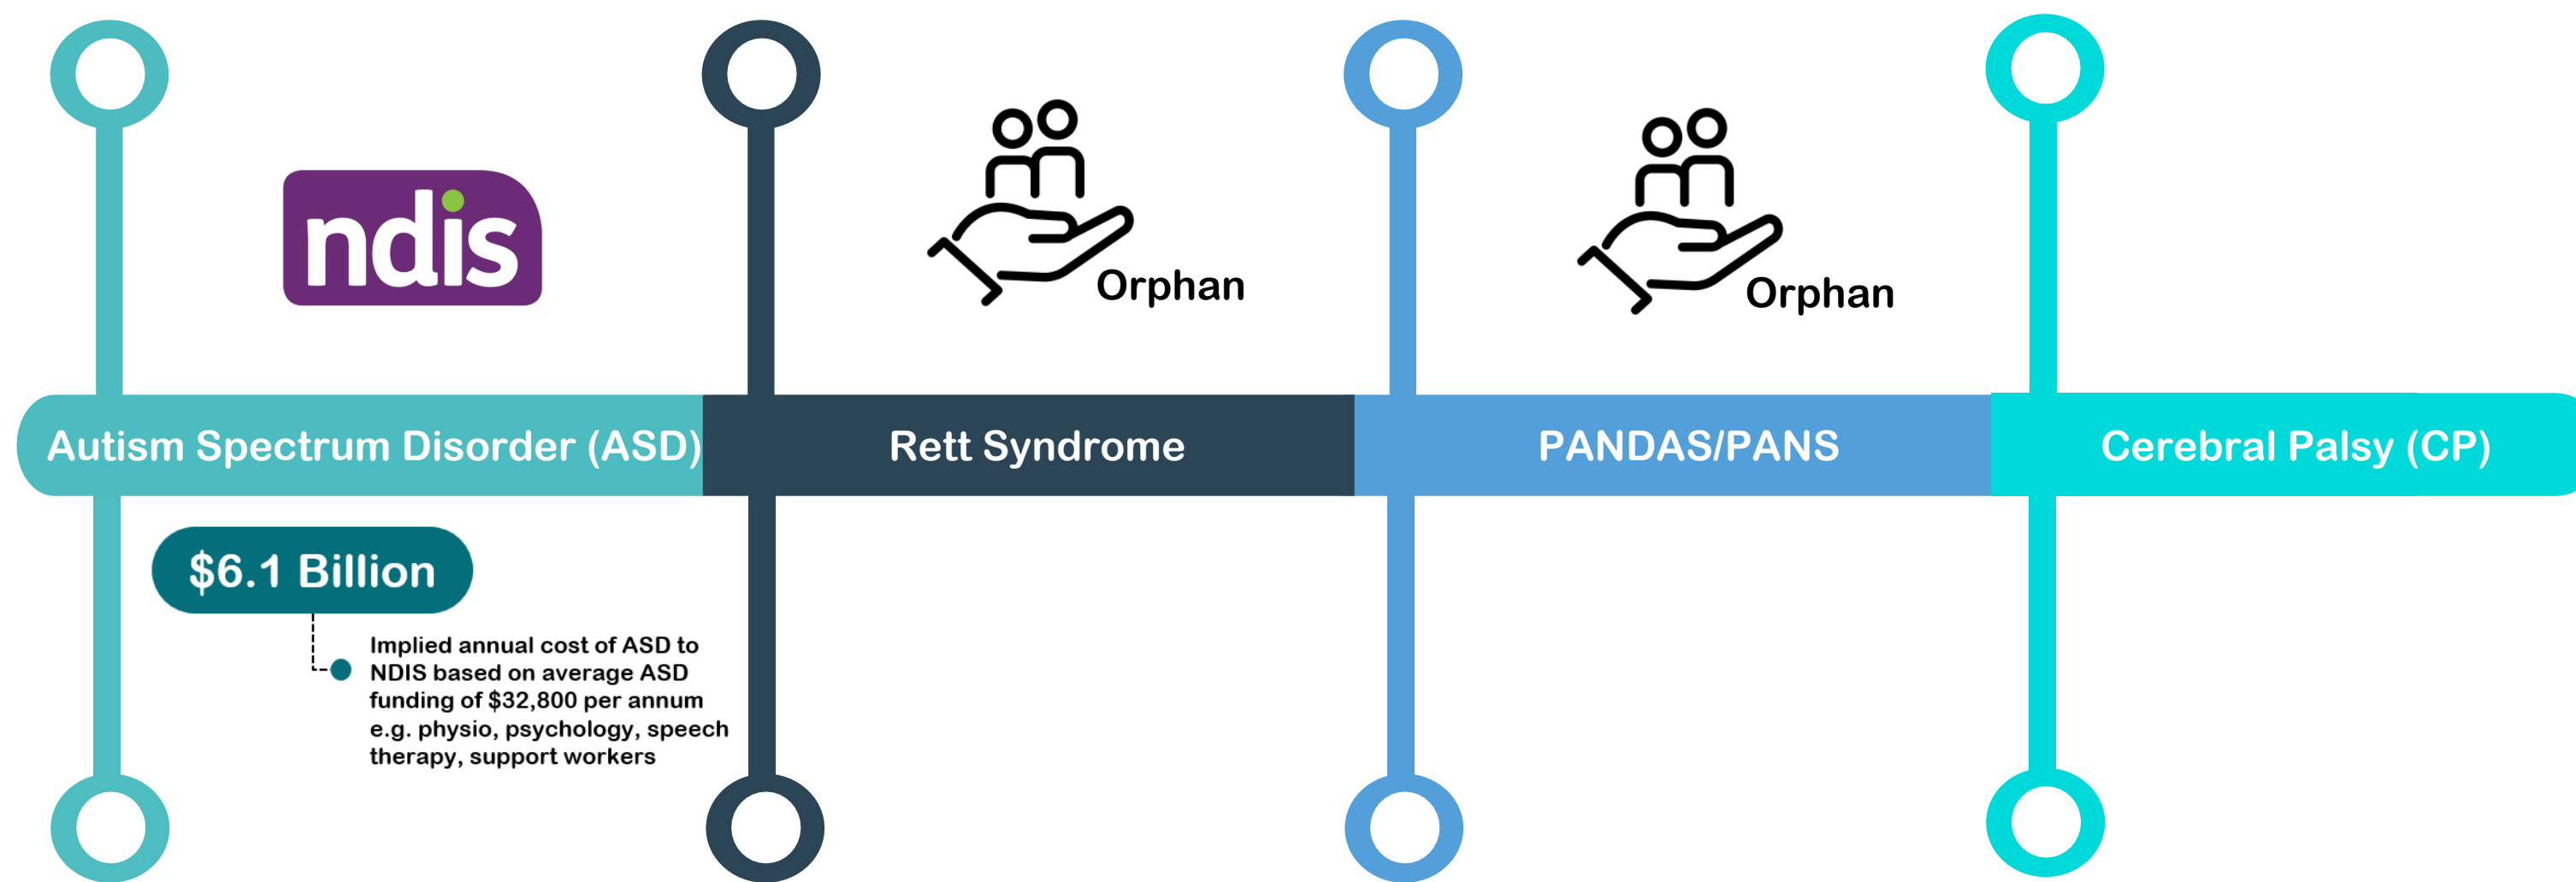 ndis
Orphan
Orphan
Autism Spectrum Disorder (ASD)
Rett Syndrome
PANDAS/PANS
Cerebral Palsy (CP)
$6.1 Billion
Implied annual cost of ASD to
NDIS based on average ASD
funding of $32,800 per annum
e.g. physio, psychology, speech
therapy, support workers